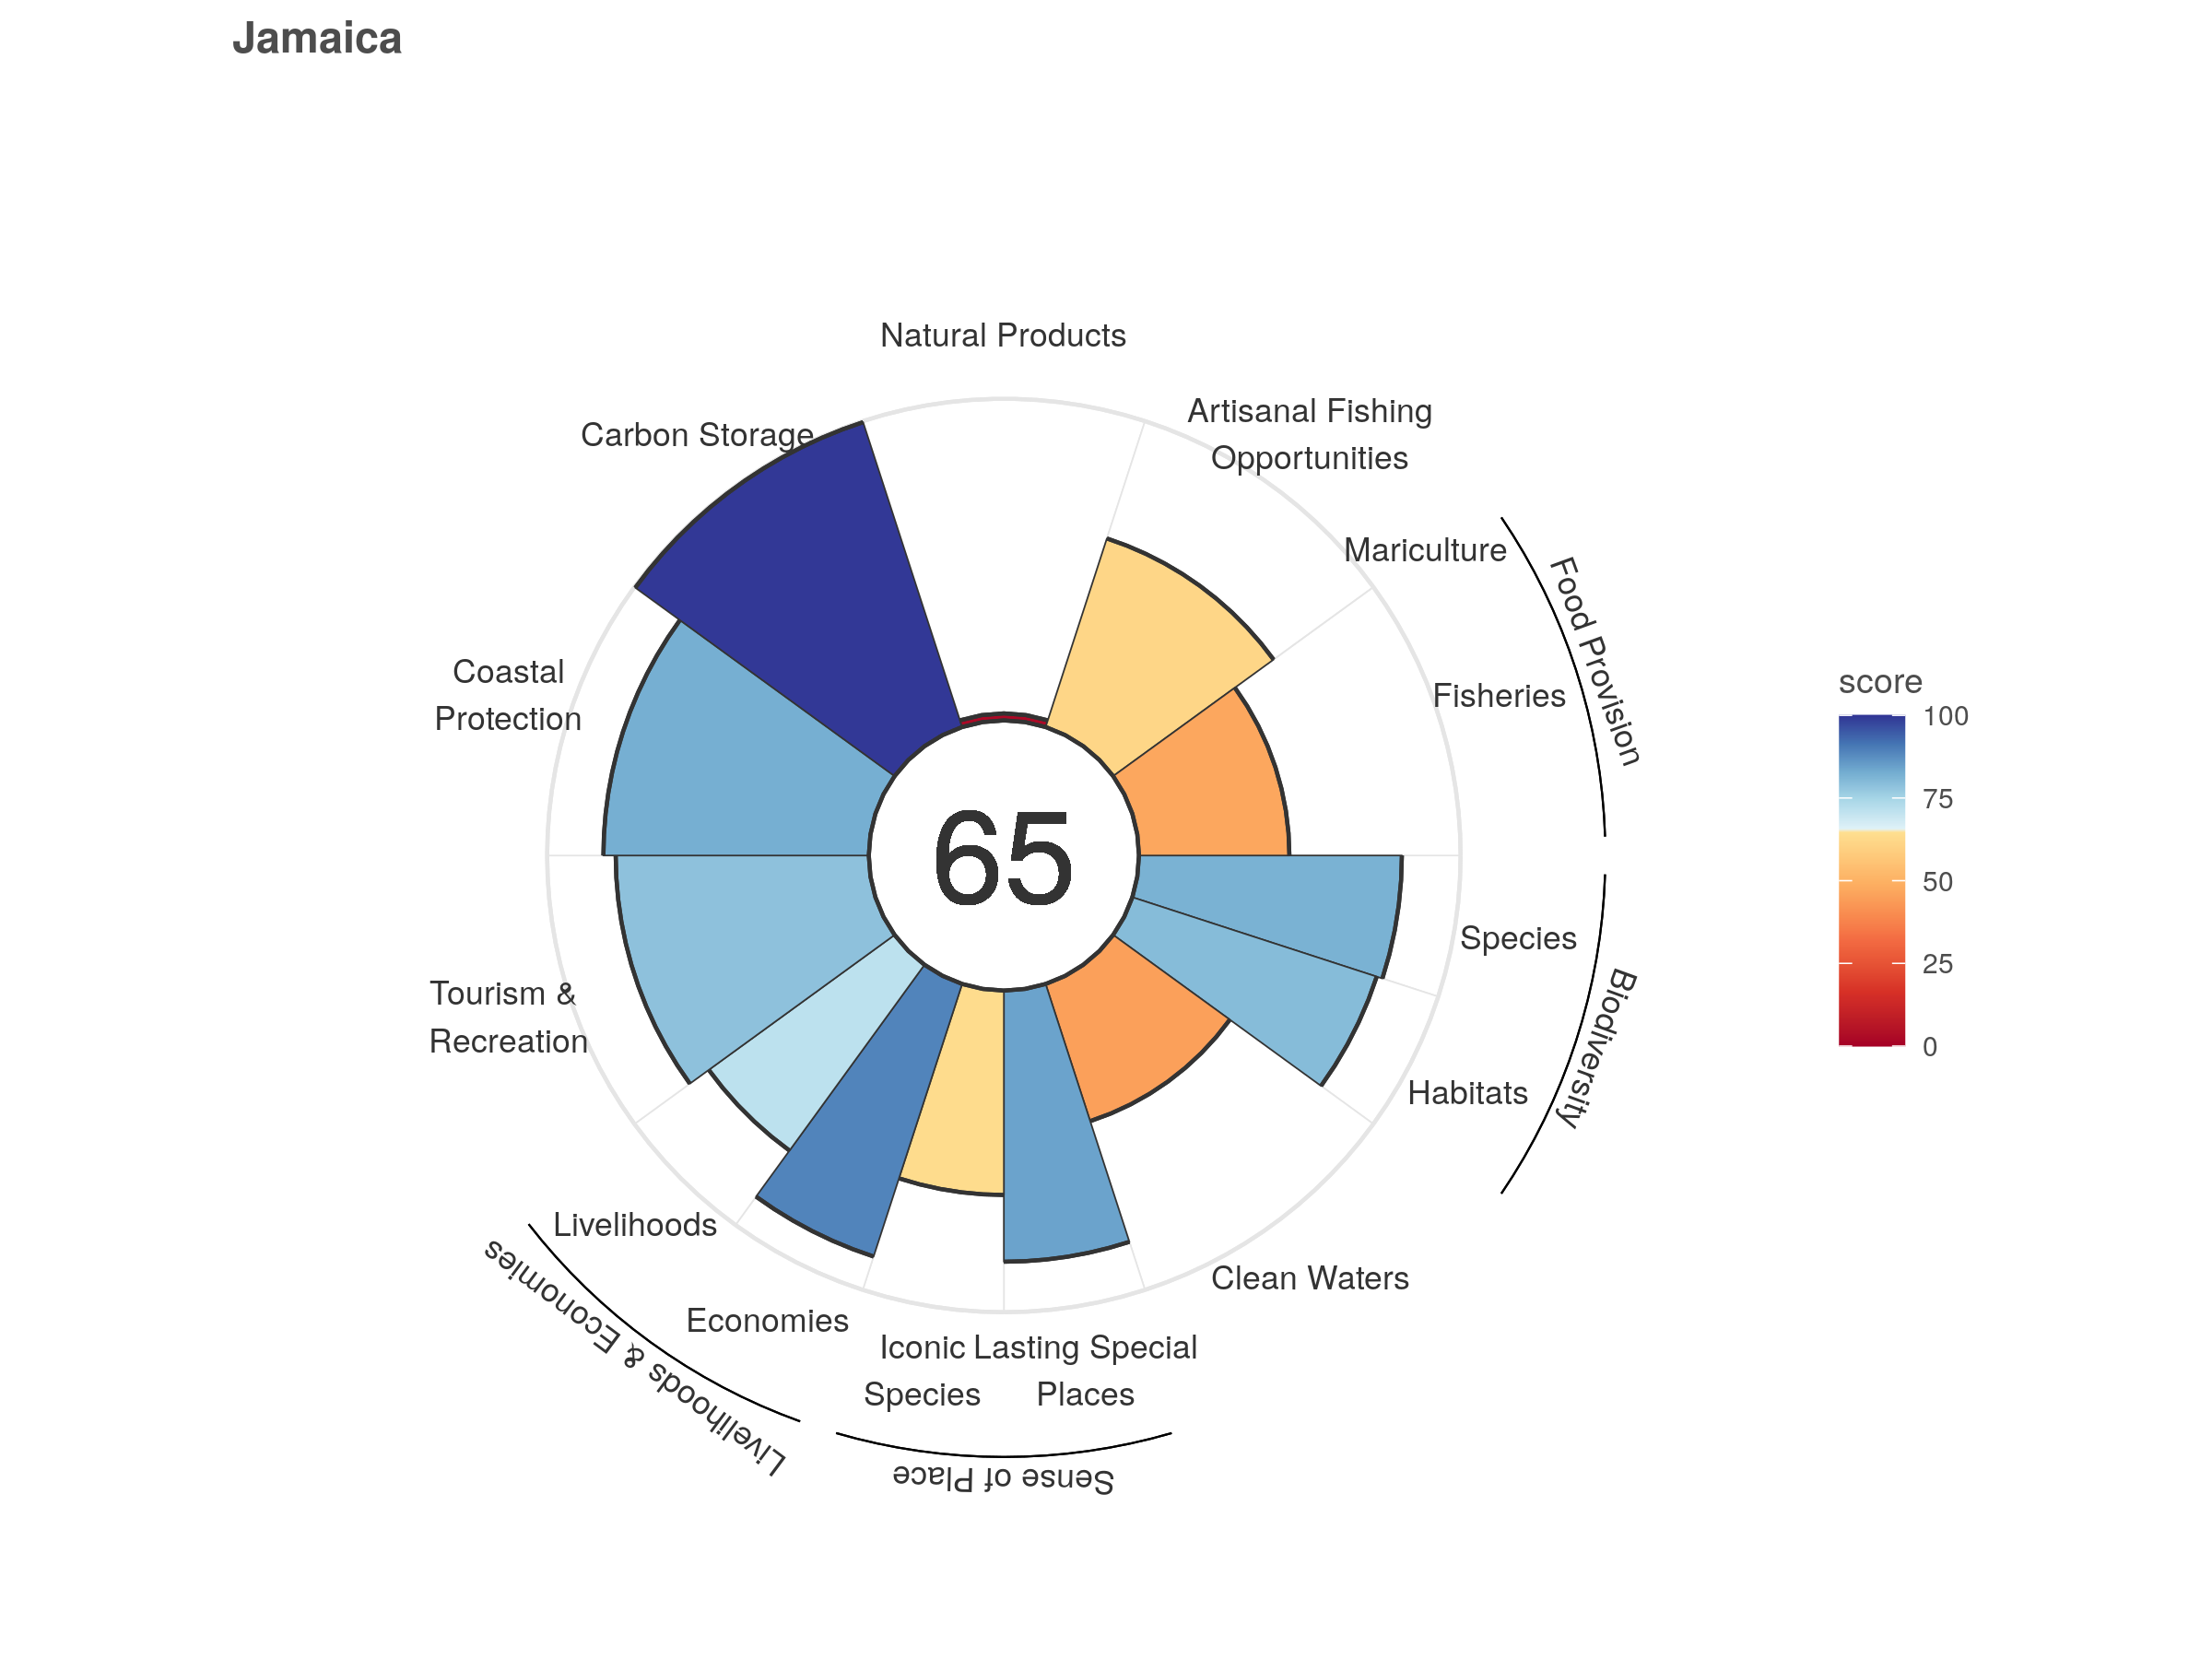 Jamaica
Natural Products
Artisanal Fishing
Opportunities
Carbon Storage
Mariculture
Food Provision
Fisheries
Coastal
Protection
score
100
75
50
25
0
65
Species
Biodiversity
Tourism &
Recreation
Habitats
Livelihoods
Clean Waters
Economies
Livelihoods & Economies
Iconic
Species
Lasting Special
Places
Sense of Place